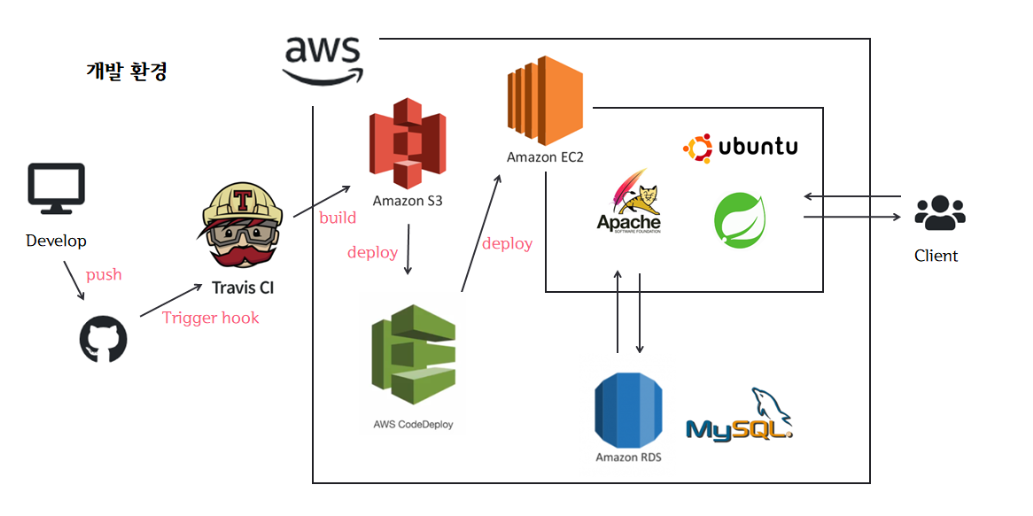 개발 환경
aws
Amazon EC2
ubuntu
Amazon S3
Apache
SOFTWARE FOUNDATION
Develop
T
build
deploy
deploy
Client
push
Travis CI
Trigger hook
AWS CodeDeploy
MySQL
Amazon RDS